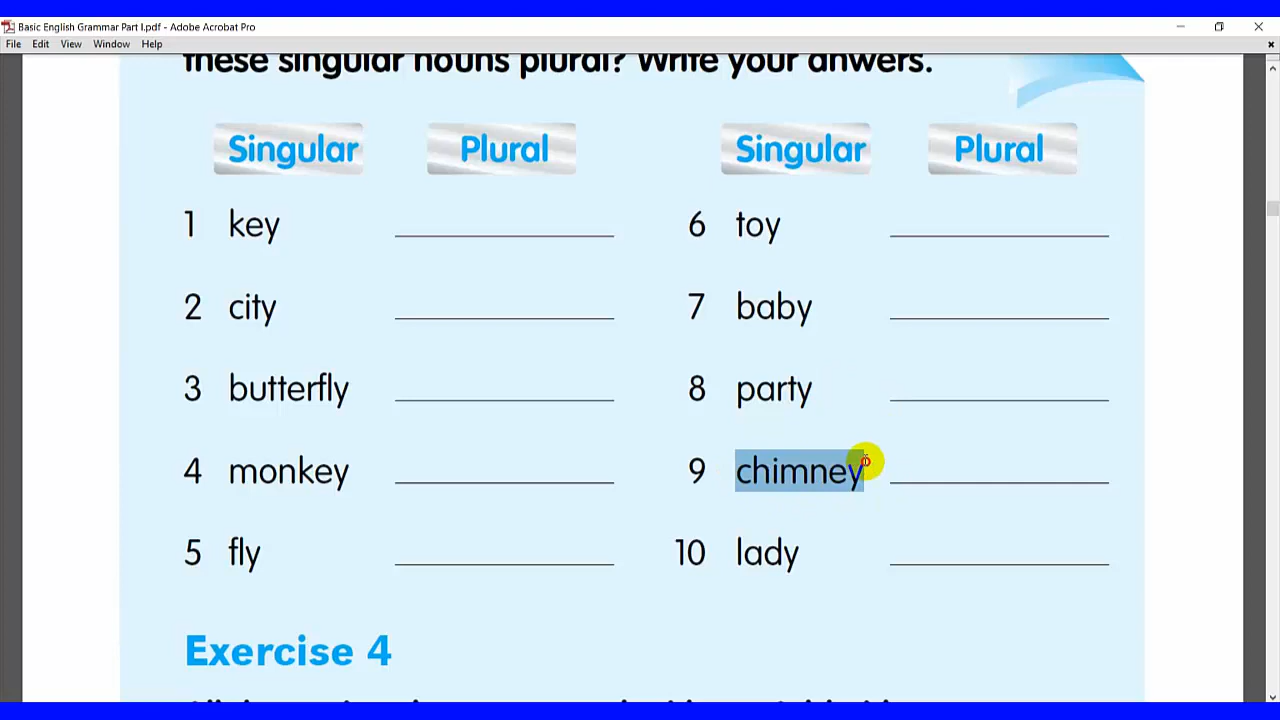 Basic English Grammar Part I.pdf - Adobe Acrobat Pro
File Edit View Window Help
these singular nouns plural? Write your anwers.
Singular Plural Singular Plural
1 key 6 toy
2 city 7 baby
3 butterfly 8 party
4 monkey 9 chimney
5 fly 10 lady
Exercise 4